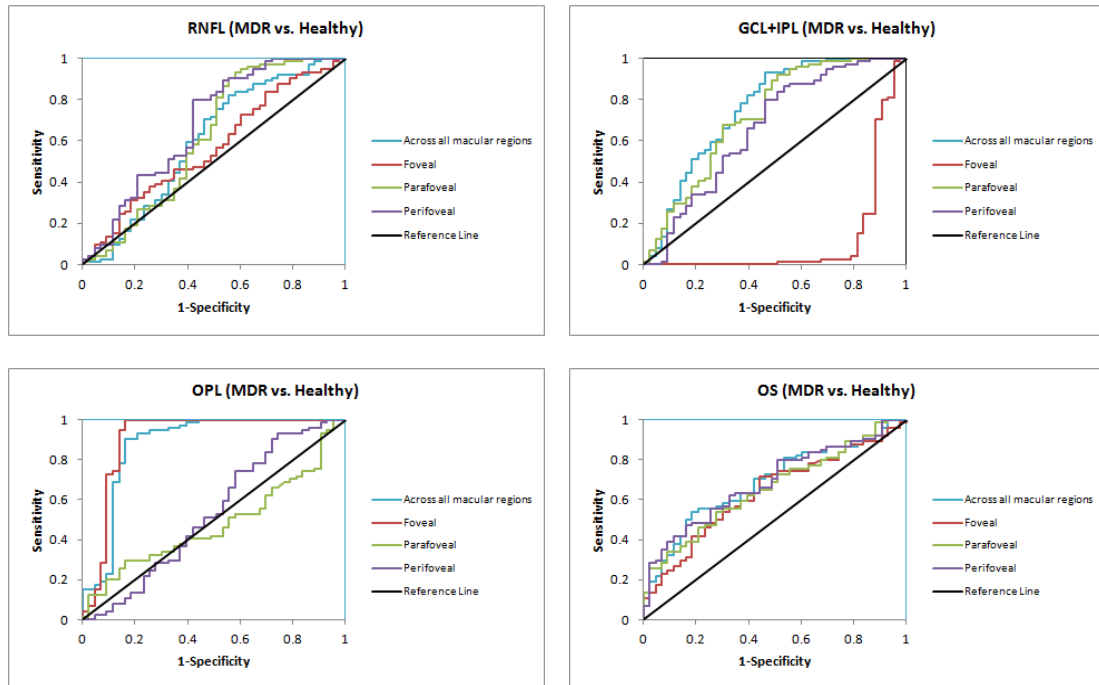 RNFL (MDR vs. Healthy)
1
0.8
0.6
0.4
0.2
0
Sensitivity
0
0.2
0.4
0.6
0.8
1
1-Specificity
Across all macular regions
Foveal
Parafoveal
Perifoveal
Reference Line
GCL+IPL (MDR vs. Healthy)
1
0.8
0.6
0.4
0.2
0
Sensitivity
0
0.2
0.4
0.6
0.8
1
1-Specificity
Across all macular regions
Foveal
Parafoveal
Perifoveal
Reference Line
OPL (MDR vs. Healthy)
1
0.8
0.6
0.4
0.2
0
Sensitivity
0
0.2
0.4
0.6
0.8
1
1-Specificity
Across all macular regions
Foveal
Parafoveal
Perifoveal
Reference Line
OS (MDR vs. Healthy)
1
0.8
0.6
0.4
0.2
0
Sensitivity
0
0.2
0.4
0.6
0.8
1
1-Specificity
Across all macular regions
Foveal
Parafoveal
Perifoveal
Reference Line